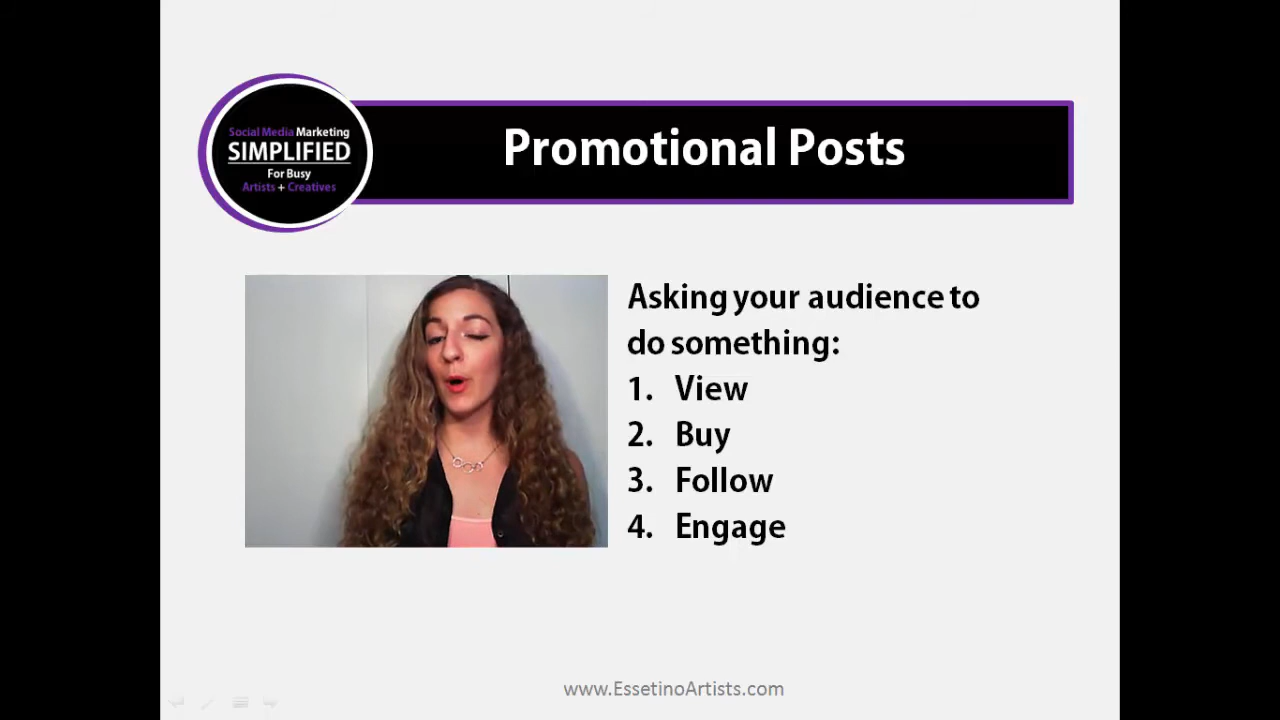 Social Media Marketing
SIMPLIFIED
For Busy
Artists + Creatives
Promotional Posts
Asking your audience to
do something:
1. View
2. Buy
3. Follow
4. Engage
www.EssetinoArtists.com